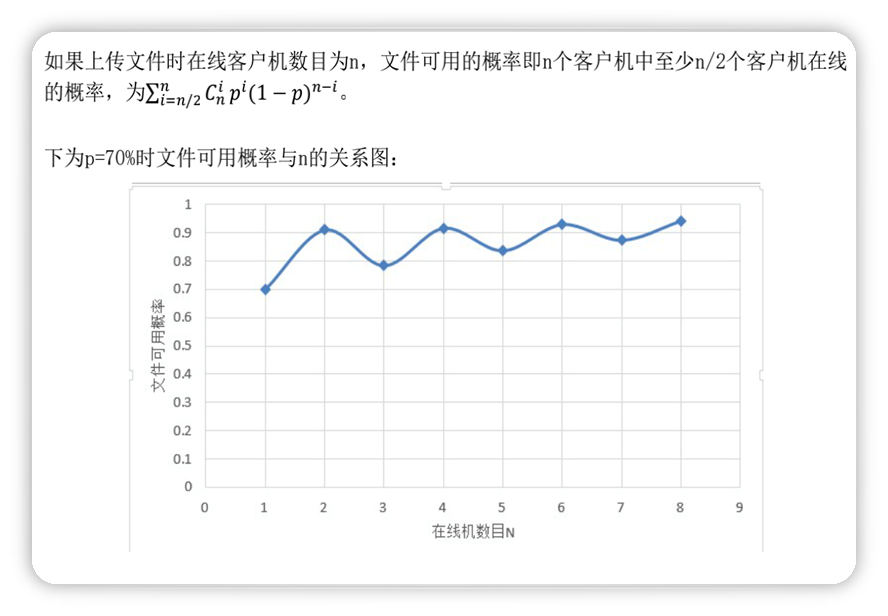 如果上传文件时在线客户机数目为n，文件可用的概率即n个客户机中至少n/2个客户机在线
的概率，为∑ⁿᵢ₌ₙ/₂ Cₙⁱ pⁱ(1 − p)ⁿ⁻ⁱ。
下为p=70%时文件可用概率与n的关系图：
1
0.9
0.8
0.7
0.6
0.5
0.4
0.3
0.2
0.1
0
文件可用概率
0 1 2 3 4 5 6 7 8 9
在线机数目N